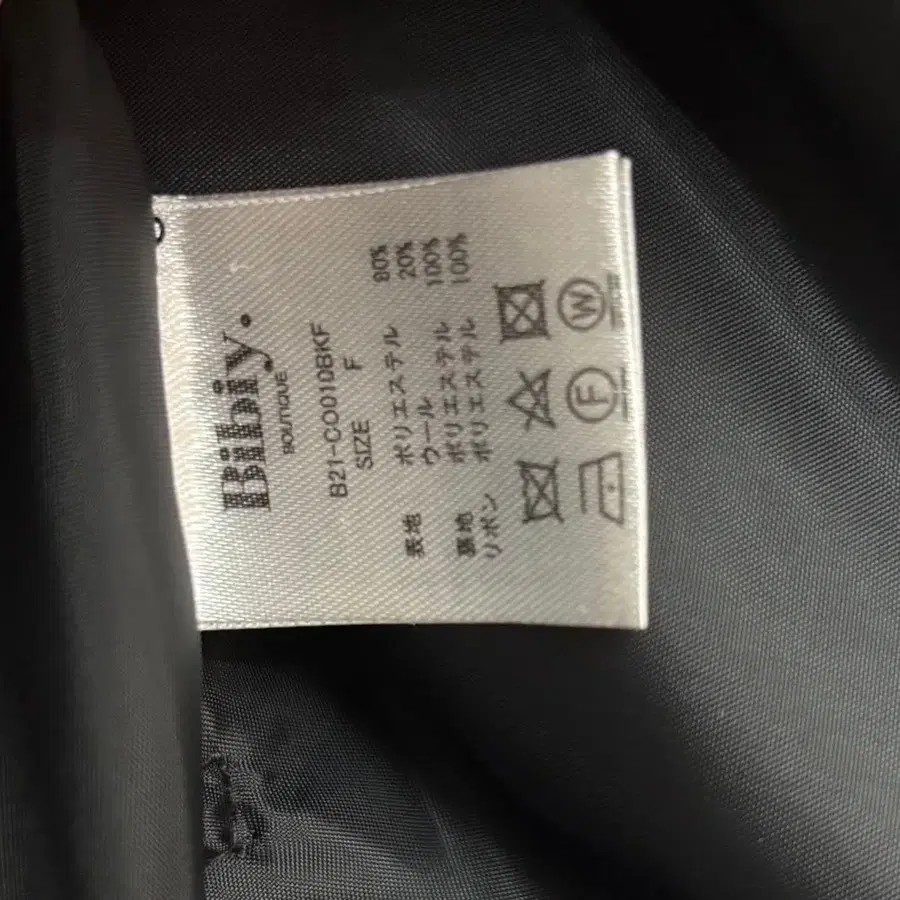 Bibiy.
BOUTIQUE
B21-CO010BKF
SIZE F
表地 ポリエステル 80%
ウール 20%
裏地 ポリエステル 100%
リボン ポリエステル 100%
F W